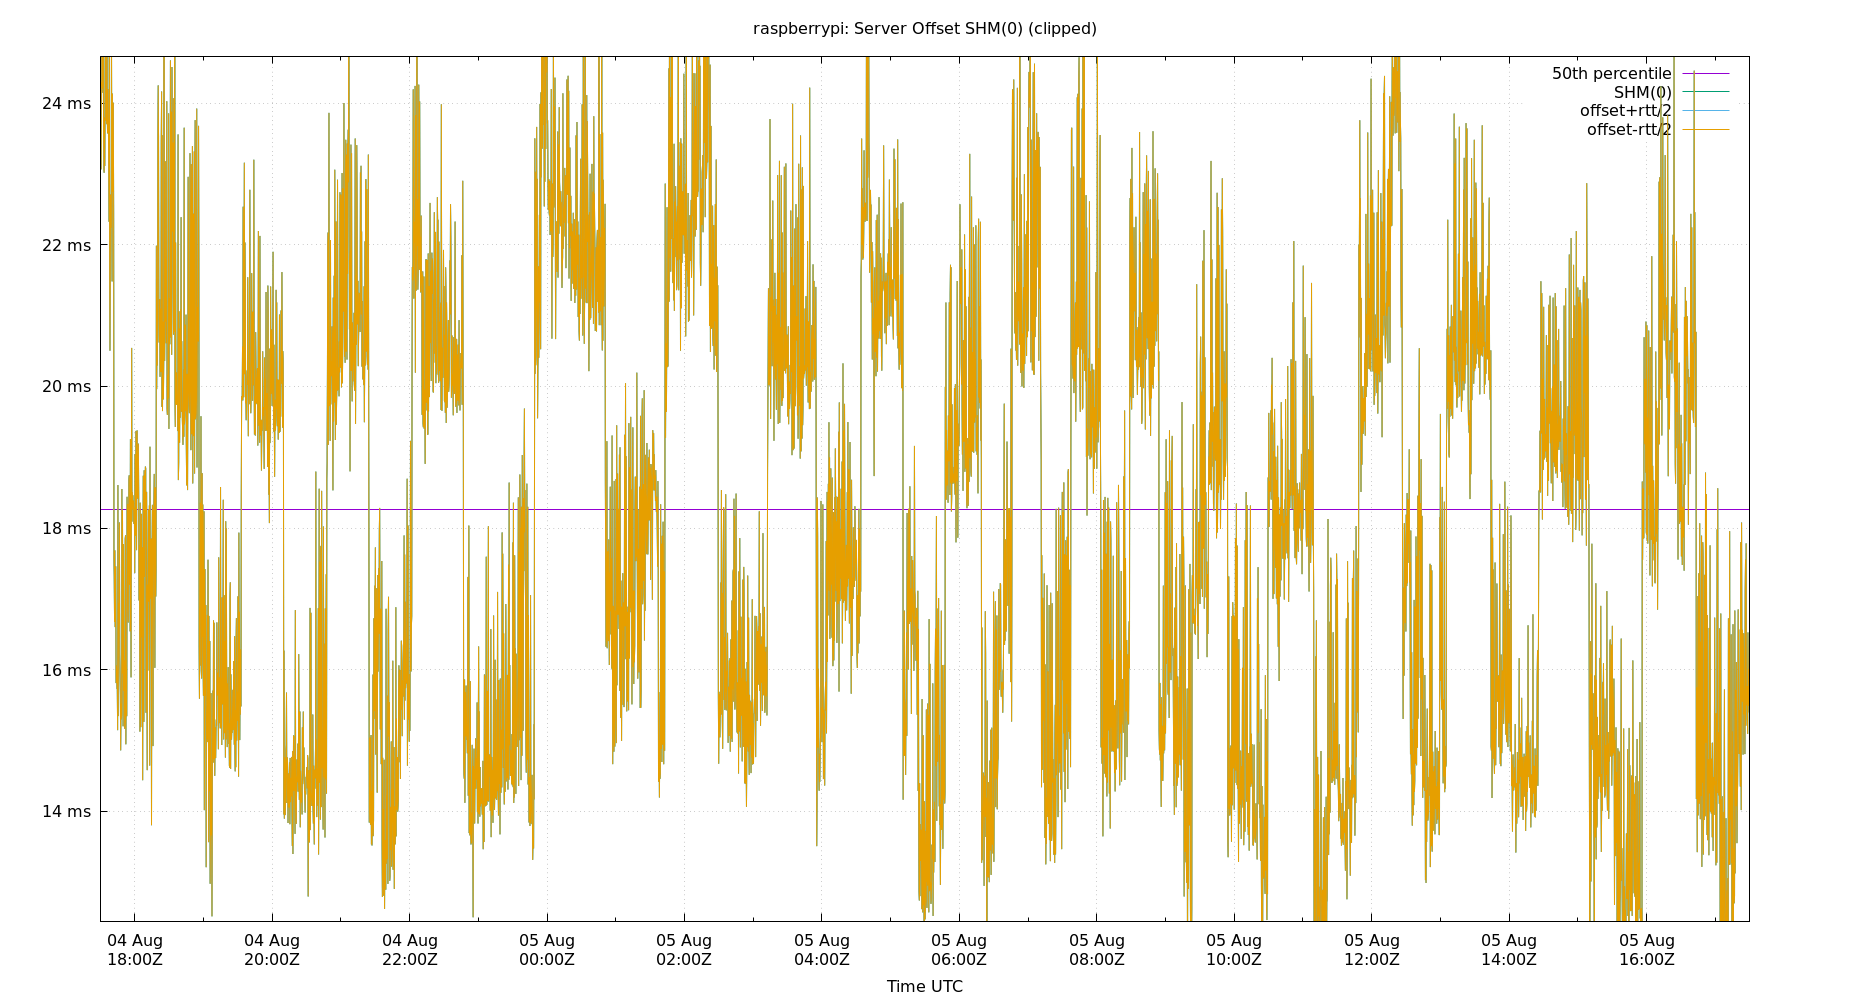 raspberrypi: Server Offset SHM(0) (clipped)
50th percentile
SHM(0)
offset+rtt/2
offset-rtt/2
24 ms
22 ms
20 ms
18 ms
16 ms
14 ms
04 Aug 04 Aug 04 Aug 05 Aug 05 Aug 05 Aug 05 Aug 05 Aug 05 Aug 05 Aug 05 Aug 05 Aug
18:00Z 20:00Z 22:00Z 00:00Z 02:00Z 04:00Z 06:00Z 08:00Z 10:00Z 12:00Z 14:00Z 16:00Z
Time UTC